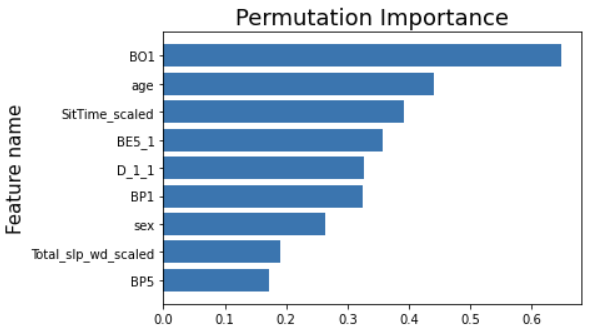 Permutation Importance
Feature name
BO1
age
SitTime_scaled
BE5_1
D_1_1
BP1
sex
Total_slp_wd_scaled
BP5
0.0 0.1 0.2 0.3 0.4 0.5 0.6